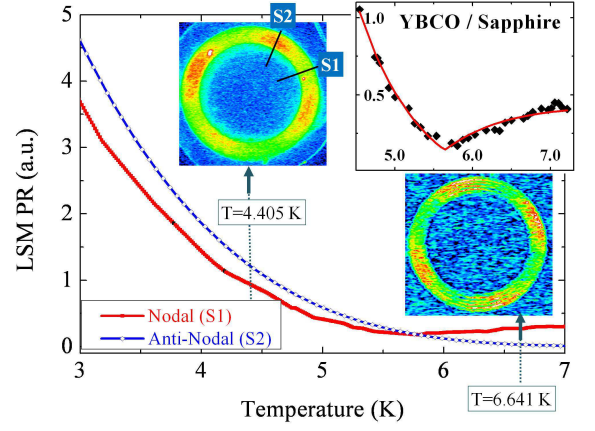 5
4
3
2
1
0
LSM PR (a.u.)
S2
S1
T=4.405 K
1.0
0.5
YBCO / Sapphire
5.0 6.0 7.0
Nodal (S1)
Anti-Nodal (S2)
3 4 5 6 7
T=6.641 K
Temperature (K)